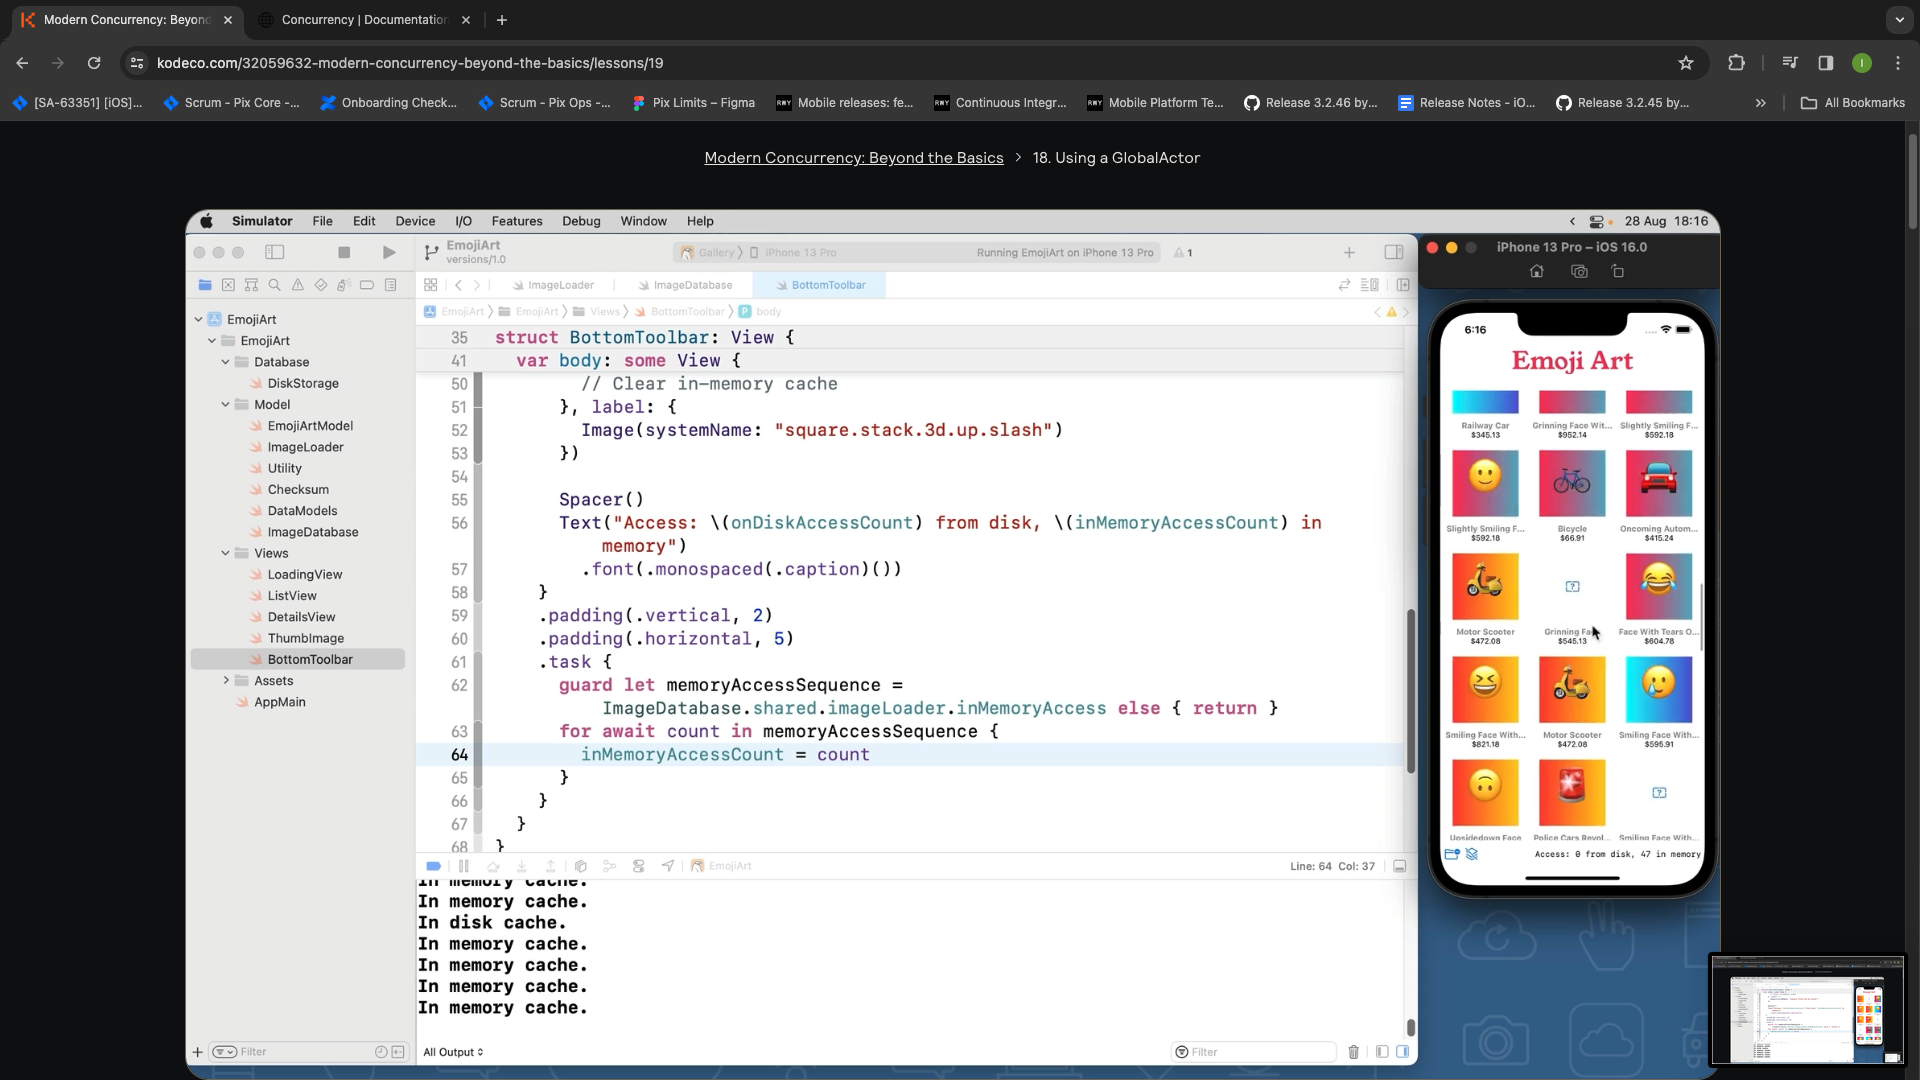 Modern Concurrency: Beyond
Concurrency | Documentation
kodeco.com/32059632-modern-concurrency-beyond-the-basics/lessons/19
[SA-63351] [iOS]...
Scrum - Pix Core -...
Onboarding Check...
Scrum - Pix Ops -...
Pix Limits – Figma
Mobile releases: fe...
Continuous Integr...
Mobile Platform Te...
Release 3.2.46 by...
Release Notes - iO...
Release 3.2.45 by...
All Bookmarks
Modern Concurrency: Beyond the Basics > 18. Using a GlobalActor
Simulator File Edit Device I/O Features Debug Window Help
28 Aug 18:16
EmojiArt
versions/1.0
Gallery
iPhone 13 Pro
Running EmojiArt on iPhone 13 Pro
1
iPhone 13 Pro – iOS 16.0
ImageLoader
ImageDatabase
BottomToolbar
EmojiArt
EmojiArt
Views
BottomToolbar
body
EmojiArt
EmojiArt
Database
DiskStorage
Model
EmojiArtModel
ImageLoader
Utility
Checksum
DataModels
ImageDatabase
Views
LoadingView
ListView
DetailsView
ThumbImage
BottomToolbar
Assets
AppMain
Filter
35 struct BottomToolbar: View {
41 var body: some View {
50 // Clear in-memory cache
51 }, label: {
52 Image(systemName: "square.stack.3d.up.slash")
53 })
54
55 Spacer()
56 Text("Access: \(onDiskAccessCount) from disk, \(inMemoryAccessCount) in
memory")
57 .font(.monospaced(.caption)())
58 }
59 .padding(.vertical, 2)
60 .padding(.horizontal, 5)
61 .task {
62 guard let memoryAccessSequence =
ImageDatabase.shared.imageLoader.inMemoryAccess else { return }
63 for await count in memoryAccessSequence {
64 inMemoryAccessCount = count
65 }
66 }
67 }
68 }
EmojiArt
Line: 64 Col: 37
In memory cache.
In memory cache.
In disk cache.
In memory cache.
In memory cache.
In memory cache.
In memory cache.
All Output
Filter
6:16
Emoji Art
Railway Car
$345.13
Grinning Face Wit...
$952.14
Slightly Smiling F...
$592.18
Slightly Smiling F...
$592.18
Bicycle
$66.91
Oncoming Autom...
$415.24
Motor Scooter
$472.08
Grinning Fa
$545.13
Face With Tears O...
$604.78
Smiling Face With...
$821.18
Motor Scooter
$472.08
Smiling Face With...
$595.91
Upsidedown Face
Police Cars Revol...
Smiling Face With...
Access: 0 from disk, 47 in memory